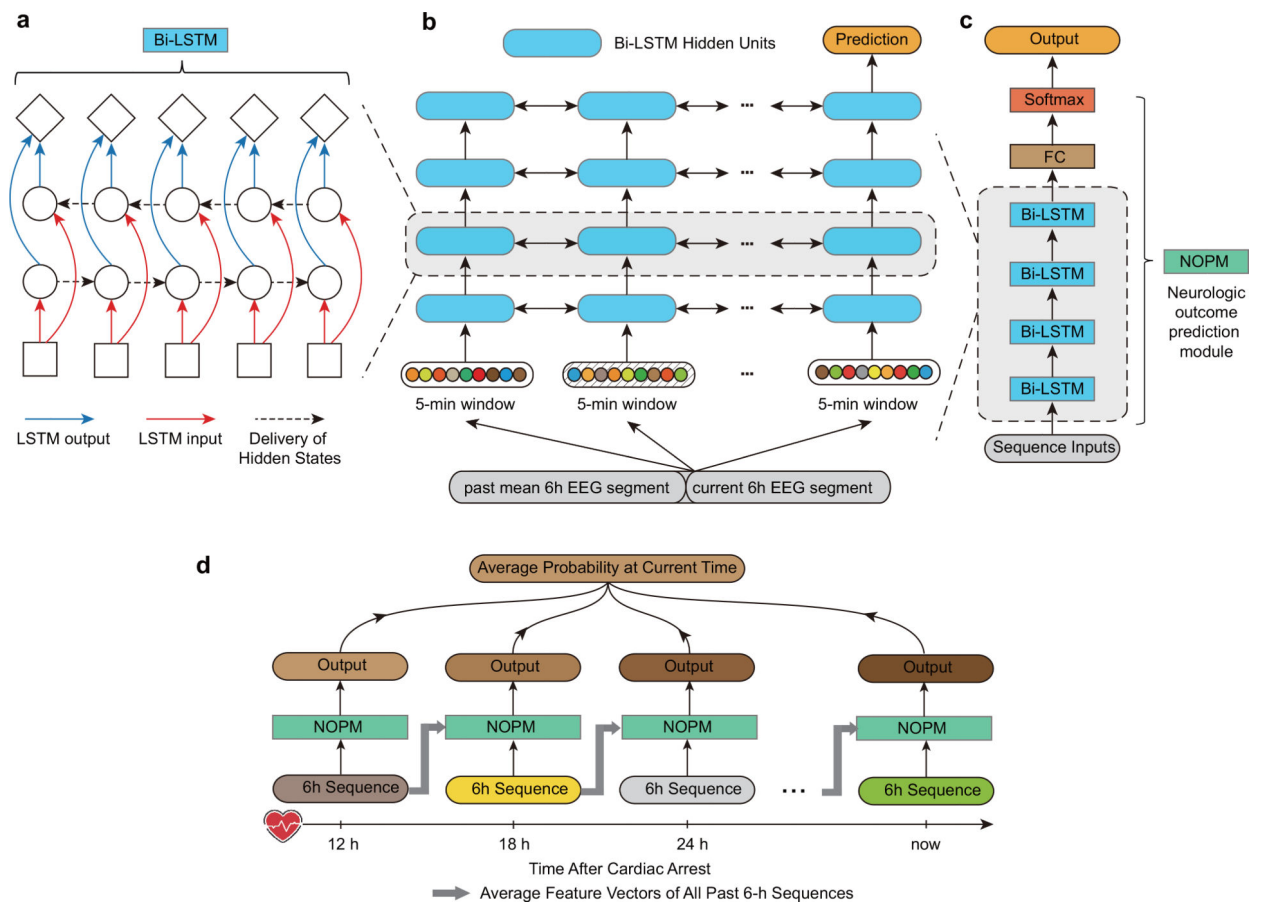 a
Bi-LSTM
LSTM output
LSTM input
Delivery of
Hidden States
b
Bi-LSTM Hidden Units
Prediction
...
...
...
...
5-min window
5-min window
...
5-min window
past mean 6h EEG segment
current 6h EEG segment
c
Output
Softmax
FC
Bi-LSTM
Bi-LSTM
Bi-LSTM
Bi-LSTM
Sequence Inputs
NOPM
Neurologic
outcome
prediction
module
d
Average Probability at Current Time
Output
Output
Output
Output
NOPM
NOPM
NOPM
NOPM
6h Sequence
6h Sequence
6h Sequence
...
6h Sequence
12 h
18 h
24 h
now
Time After Cardiac Arrest
Average Feature Vectors of All Past 6-h Sequences